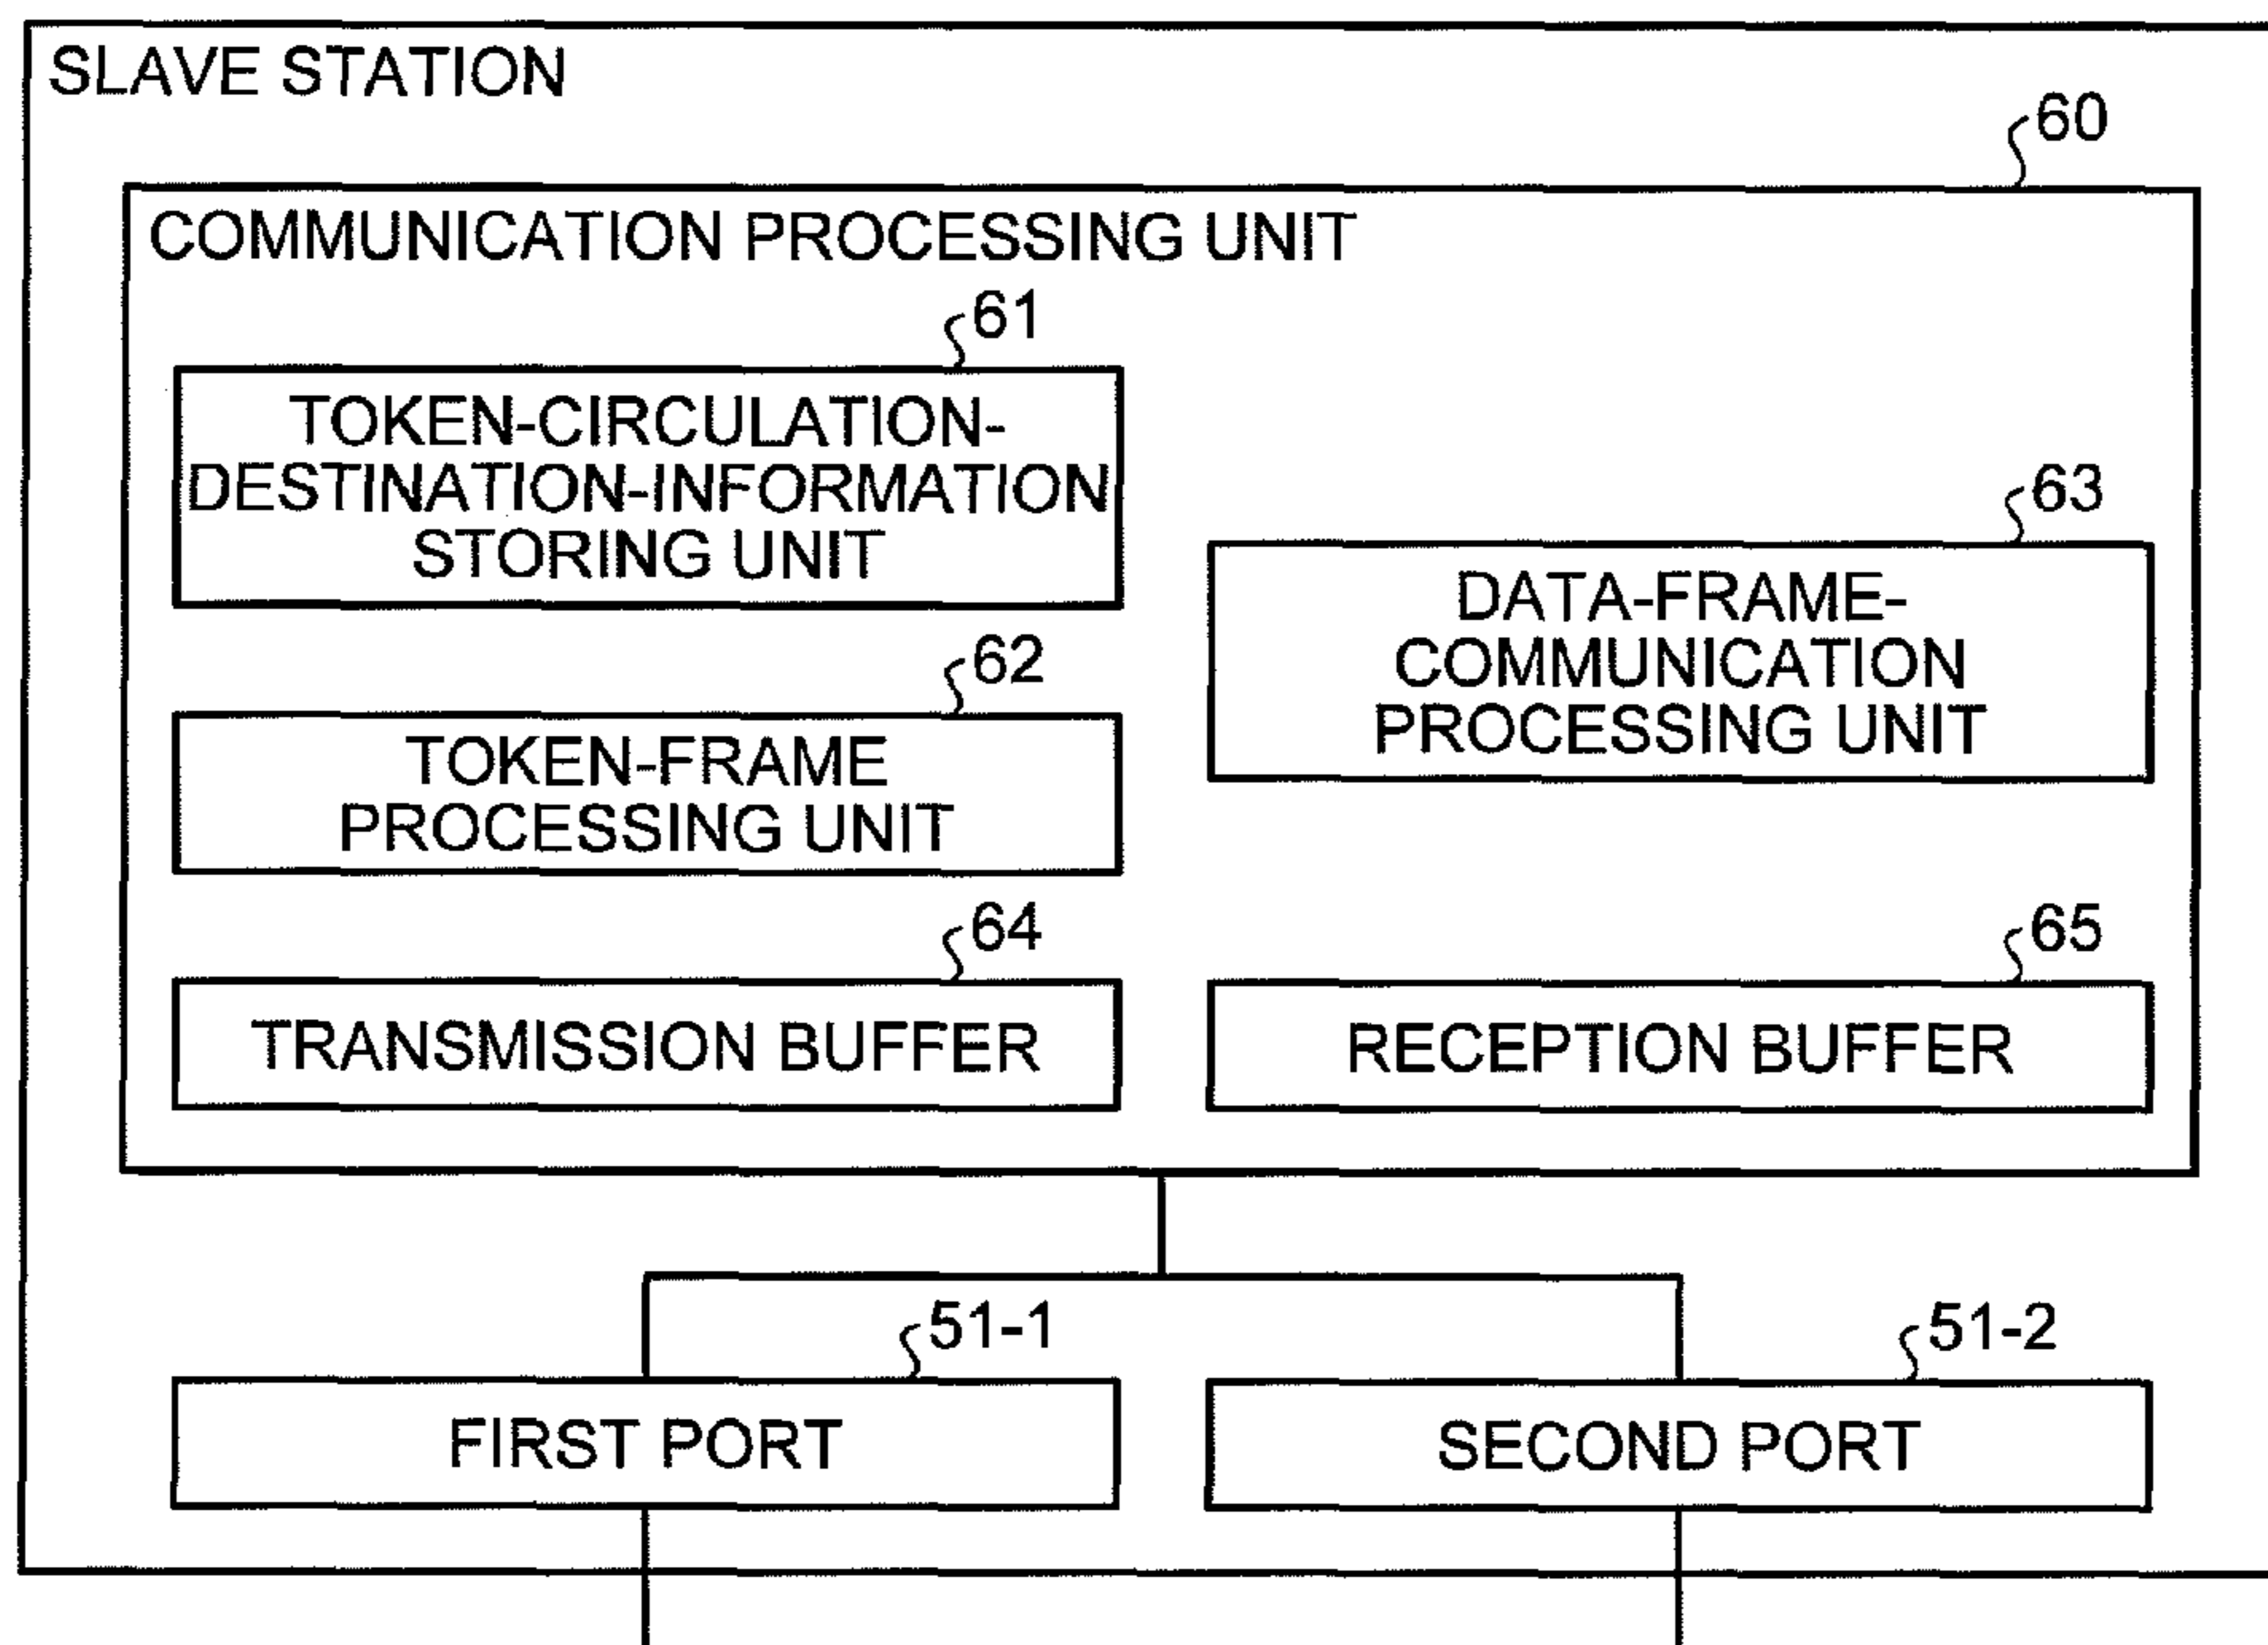 SLAVE STATION
60
COMMUNICATION PROCESSING UNIT
61
TOKEN-CIRCULATION-
DESTINATION-INFORMATION
STORING UNIT
63
DATA-FRAME-
COMMUNICATION
PROCESSING UNIT
62
TOKEN-FRAME
PROCESSING UNIT
64
TRANSMISSION BUFFER
65
RECEPTION BUFFER
51-1
FIRST PORT
51-2
SECOND PORT